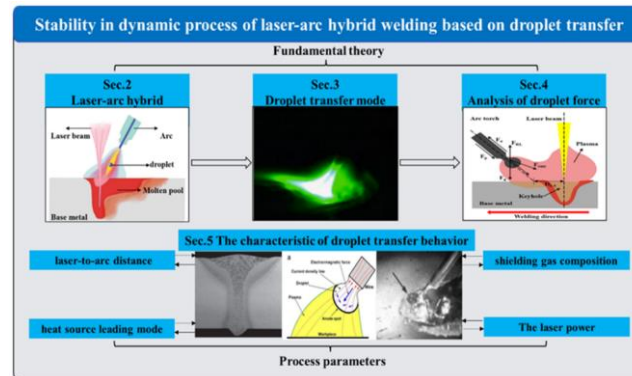 Stability in dynamic process of laser-arc hybrid welding based on droplet transfer
Fundamental theory
Sec.2
Laser-arc hybrid
Sec.3
Droplet transfer mode
Sec.4
Analysis of droplet force
Laser beam
Arc
droplet
Molten pool
Base metal
Arc torch
Laser beam
Plasma
Keyhole
Base metal
Welding direction
Sec.5 The characteristic of droplet transfer behavior
laser-to-arc distance
heat source leading mode
Electromagnetic force
Current density line
Droplet
Plasma
Wire
Workpiece
shielding gas composition
The laser power
Process parameters